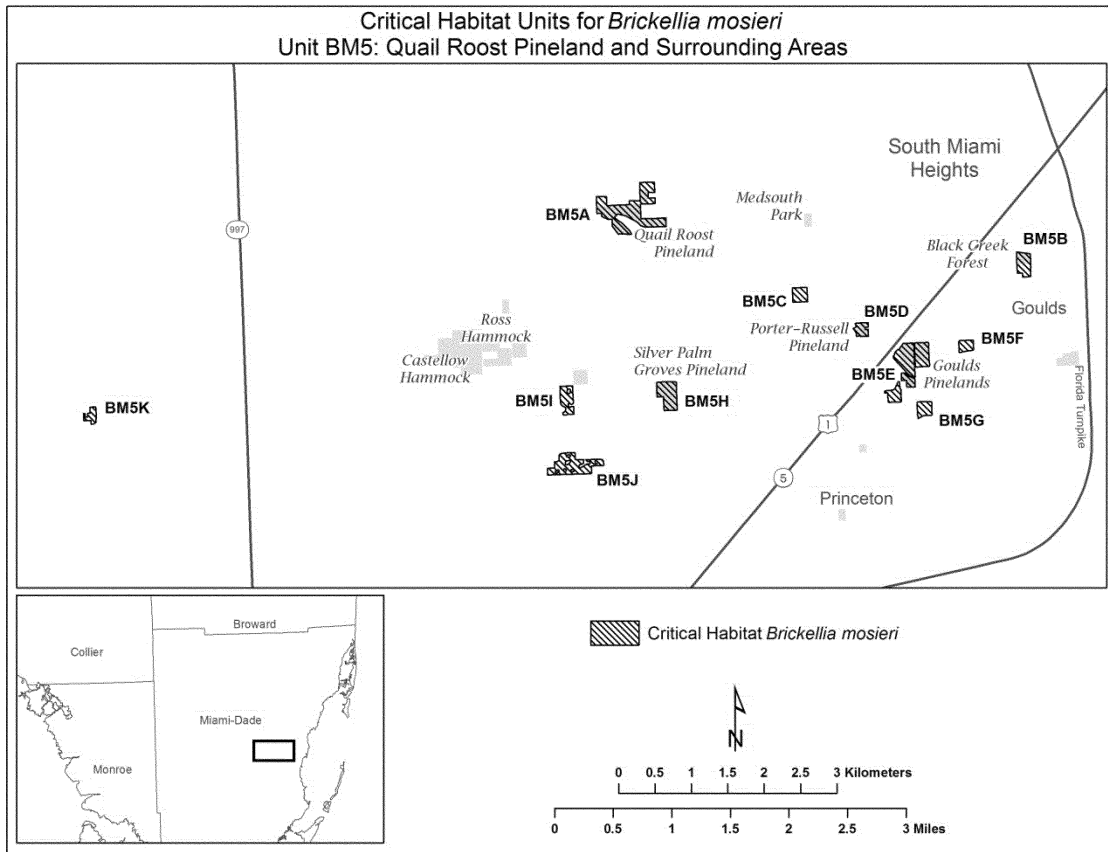 Critical Habitat Units for Brickellia mosieri
Unit BM5: Quail Roost Pineland and Surrounding Areas
South Miami
Heights
997
BM5A
Quail Roost
Pineland
Medsouth
Park
Black Creek
Forest
BM5B
BM5C
BM5D
Porter-Russell
Pineland
Goulds
BM5F
Ross
Hammock
Castellow
Hammock
Silver Palm
Groves Pineland
BM5E
Goulds
Pinelands
Florida Turnpike
BM5K
BM5I
BM5H
BM5G
1
BM5J
5
Princeton
Broward
Collier
Miami-Dade
Monroe
Critical Habitat Brickellia mosieri
N
0 0.5 1 1.5 2 2.5 3 Kilometers
0 0.5 1 1.5 2 2.5 3 Miles